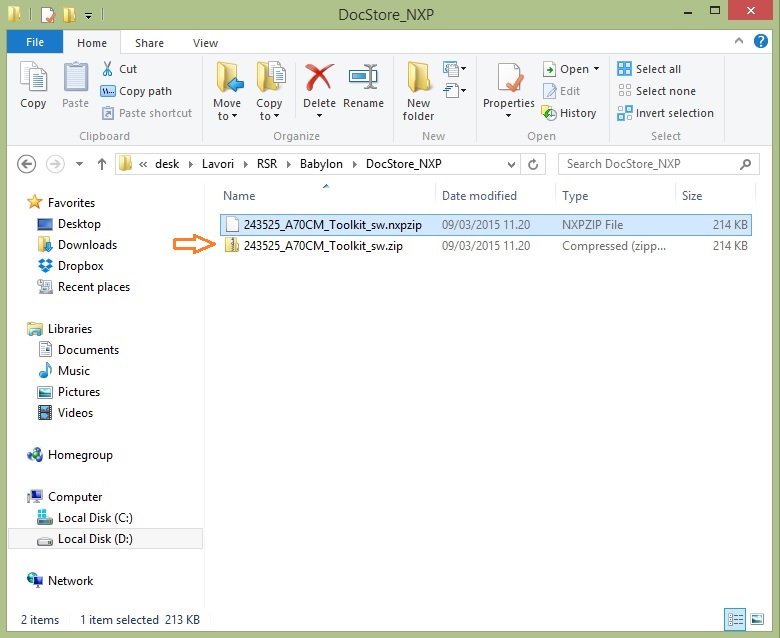 DocStore_NXP
File Home Share View
Copy
Paste
Cut
Copy path
Paste shortcut
Clipboard
Move to
Copy to
Delete
Rename
Organize
New folder
New
Properties
Open
Edit
History
Open
Select all
Select none
Invert selection
Select
« desk Lavori RSR Babylon DocStore_NXP
Search DocStore_NXP
Name Date modified Type Size
243525_A70CM_Toolkit_sw.nxpzip 09/03/2015 11.20 NXPZIP File 214 KB
243525_A70CM_Toolkit_sw.zip 09/03/2015 11.20 Compressed (zipp... 214 KB
Favorites
Desktop
Downloads
Dropbox
Recent places
Libraries
Documents
Music
Pictures
Videos
Homegroup
Computer
Local Disk (C:)
Local Disk (D:)
Network
2 items 1 item selected 213 KB